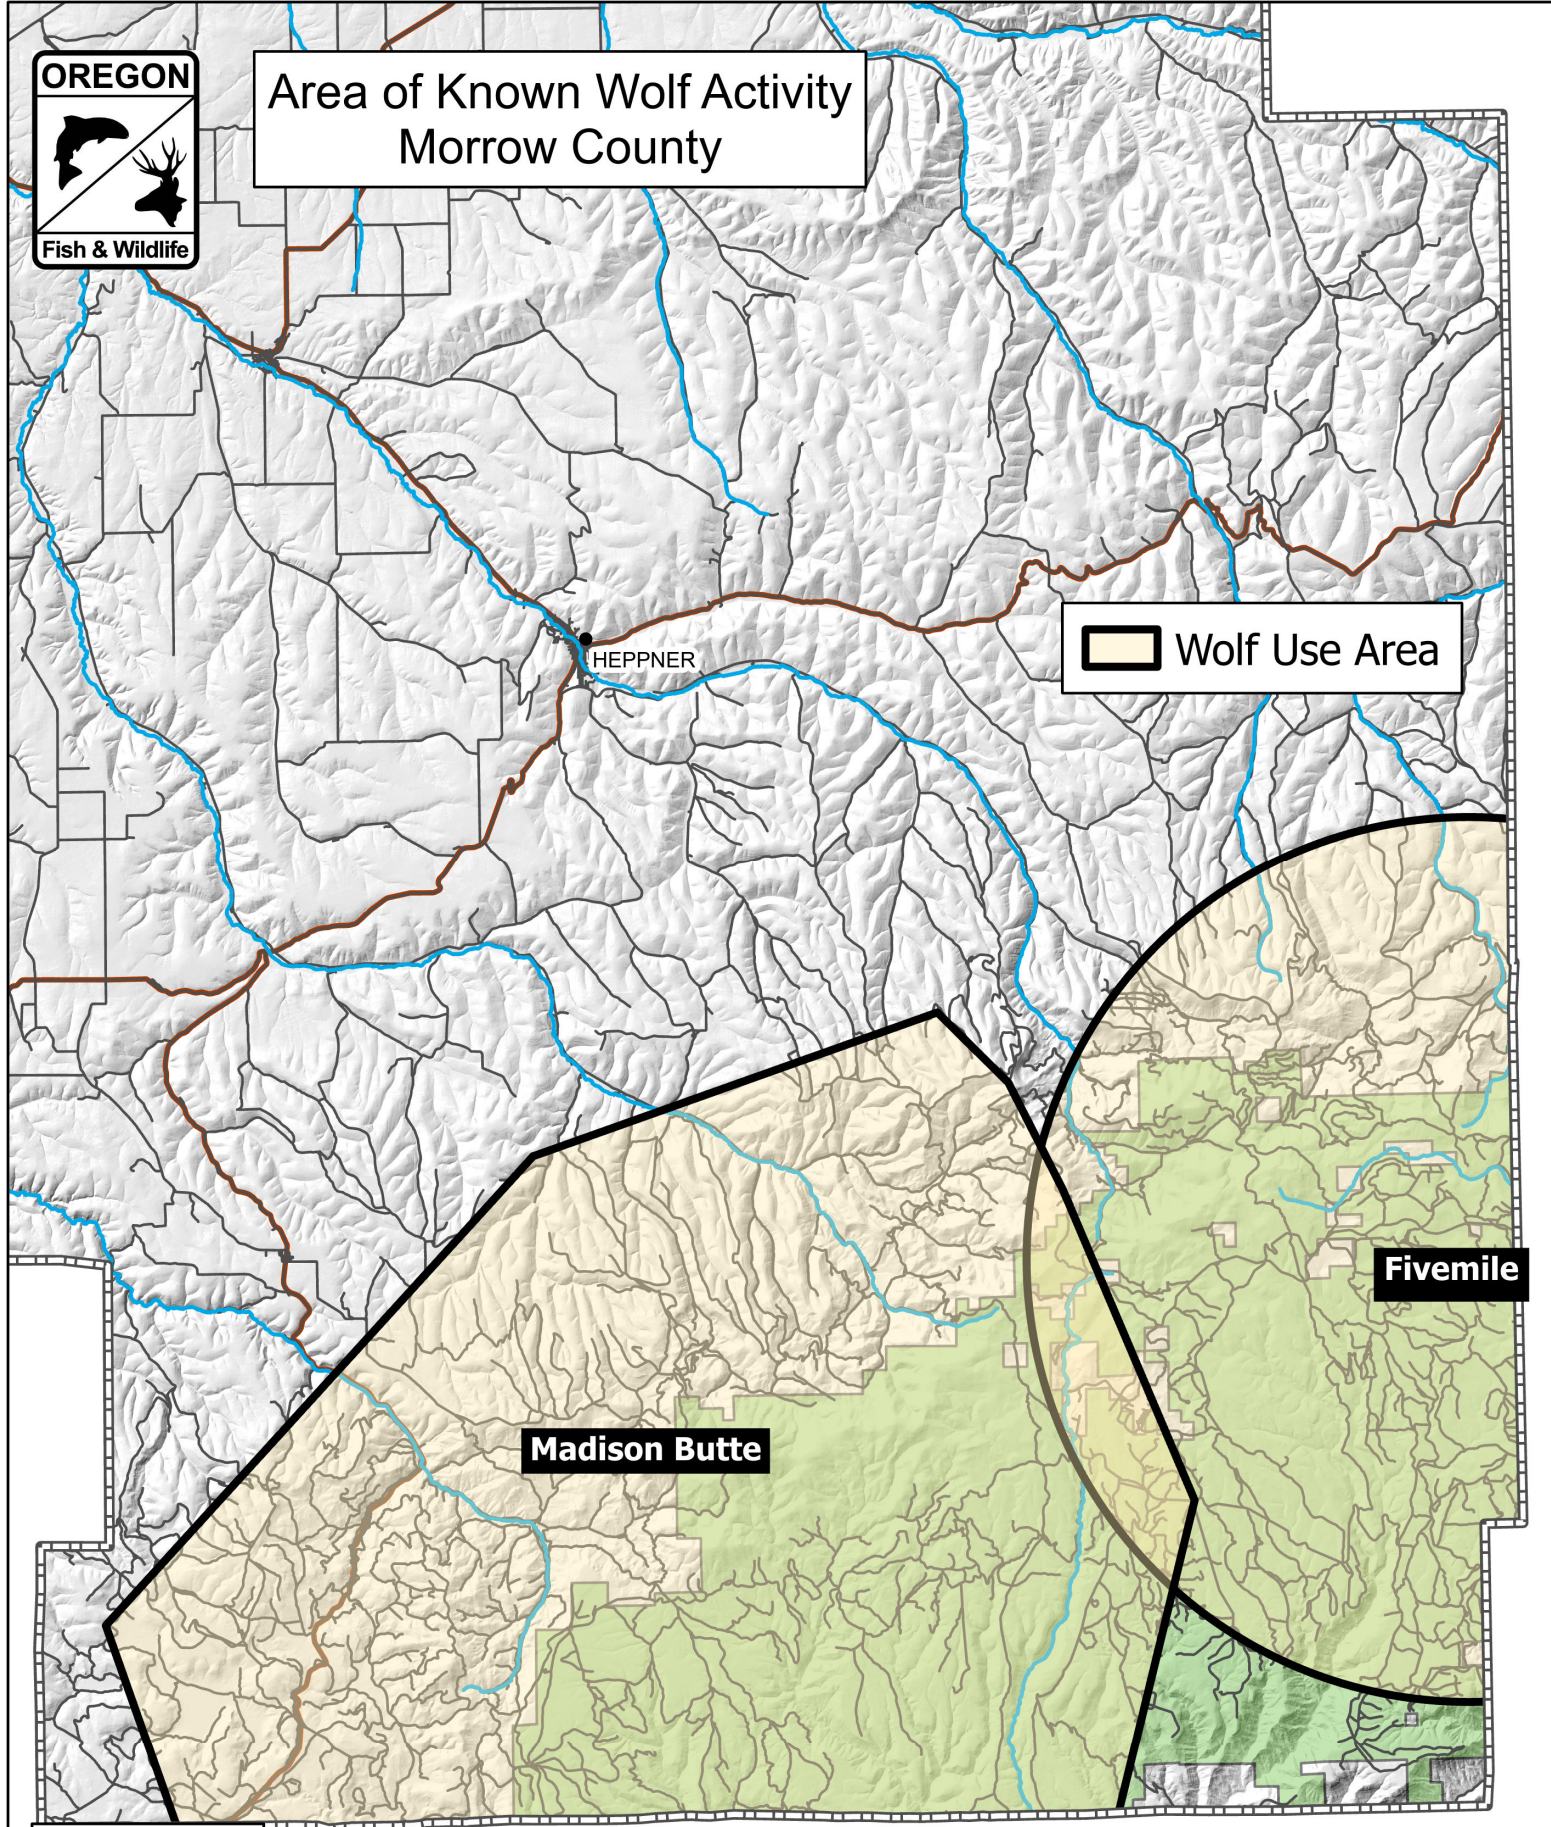 OREGON
Fish & Wildlife
Area of Known Wolf Activity
Morrow County
HEPPNER
Wolf Use Area
Fivemile
Madison Butte